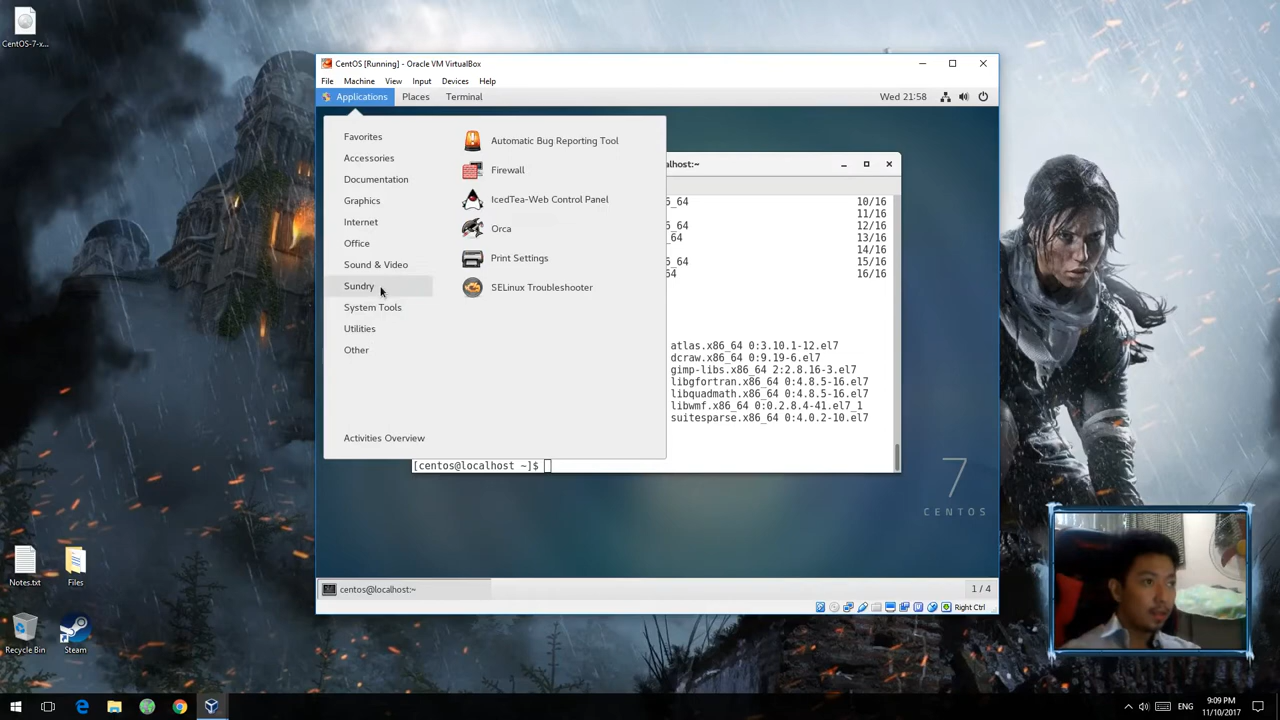 CentOS-7-x...
CentOS [Running] - Oracle VM VirtualBox
File Machine View Input Devices Help
Applications Places Terminal Wed 21:58
Favorites
Accessories
Documentation
Graphics
Internet
Office
Sound & Video
Sundry
System Tools
Utilities
Other
Activities Overview
Automatic Bug Reporting Tool
Firewall
IcedTea-Web Control Panel
Orca
Print Settings
SELinux Troubleshooter
alhost:~
6_64 10/16
11/16
6_64 12/16
_64 13/16
14/16
6_64 15/16
64 16/16
atlas.x86_64 0:3.10.1-12.el7
dcraw.x86_64 0:9.19-6.el7
gimp-libs.x86_64 2:2.8.16-3.el7
libgfortran.x86_64 0:4.8.5-16.el7
libquadmath.x86_64 0:4.8.5-16.el7
libwmf.x86_64 0:0.2.8.4-41.el7_1
suitesparse.x86_64 0:4.0.2-10.el7
[centos@localhost ~]$
7
CENTOS
centos@localhost:~
1 / 4
Right Ctrl
Notes.txt
Files
Recycle Bin
Steam
ENG
9:09 PM
11/10/2017